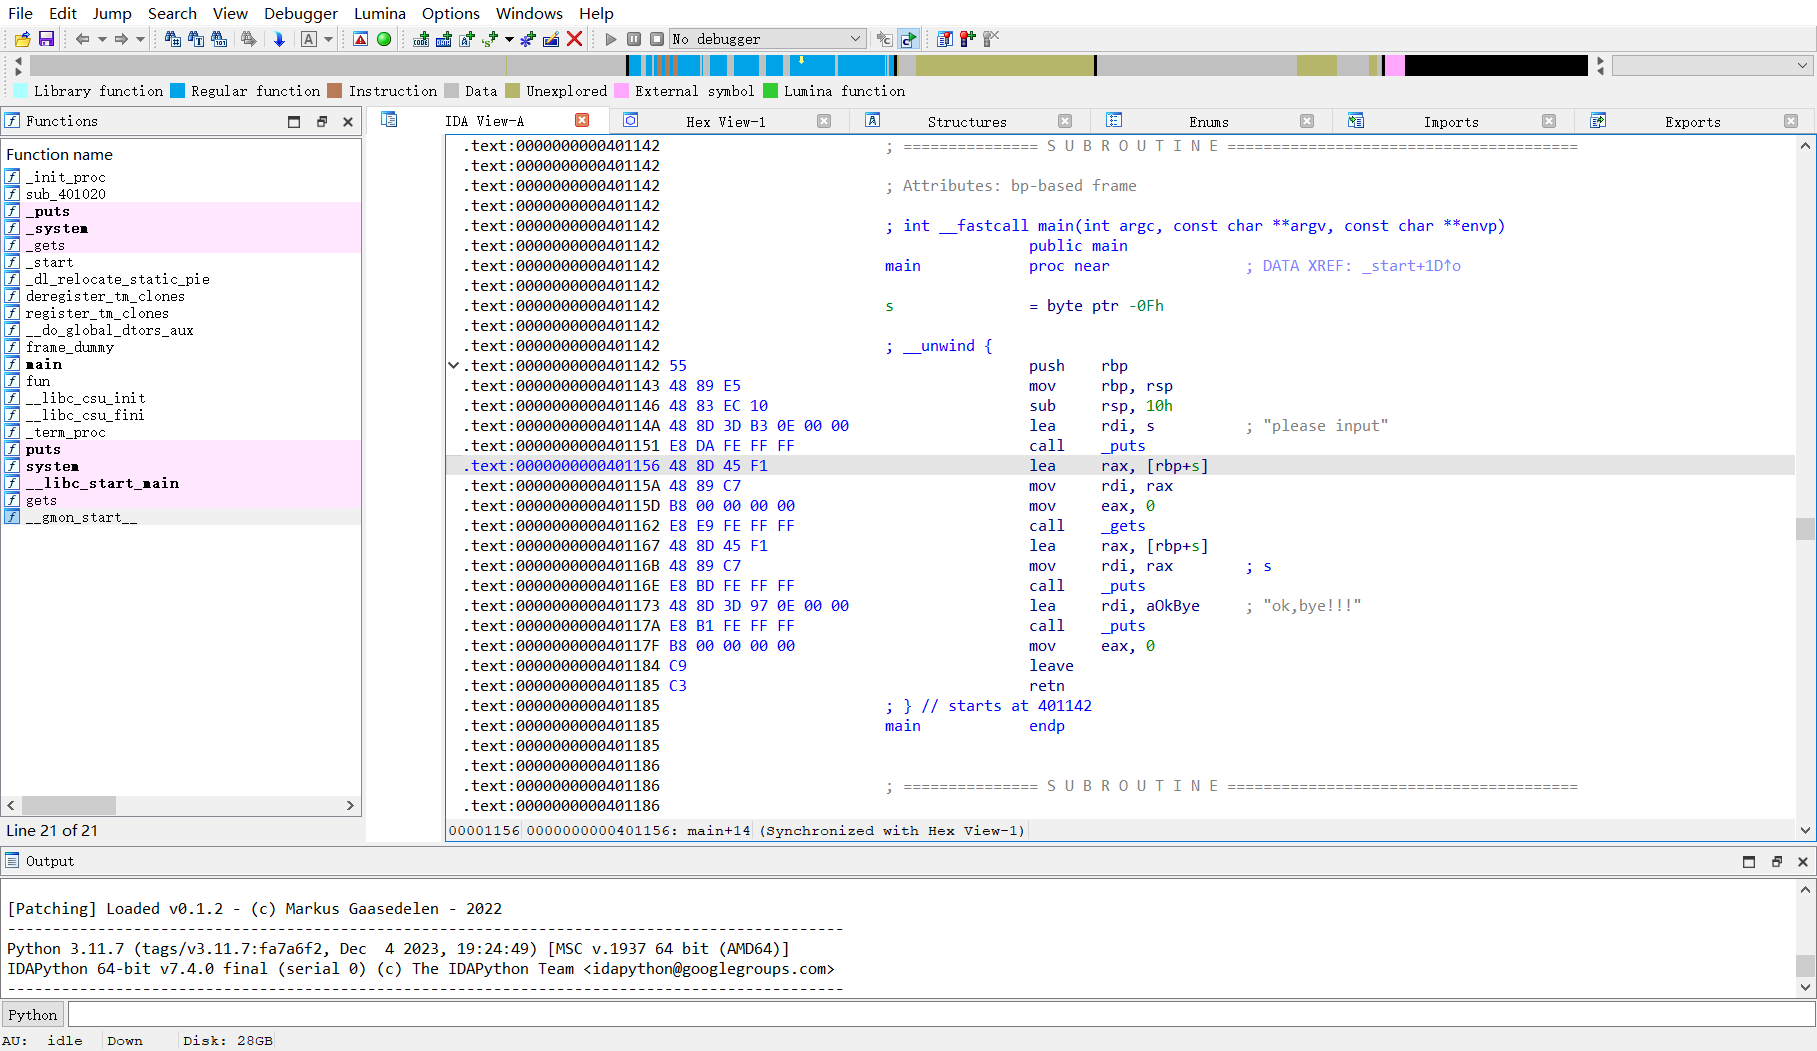 File Edit Jump Search View Debugger Lumina Options Windows Help
No debugger
Library function Regular function Instruction Data Unexplored External symbol Lumina function
Functions
Function name
_init_proc
sub_401020
_puts
_system
_gets
_start
_dl_relocate_static_pie
deregister_tm_clones
register_tm_clones
__do_global_dtors_aux
frame_dummy
main
fun
__libc_csu_init
__libc_csu_fini
_term_proc
puts
system
__libc_start_main
gets
__gmon_start__
Line 21 of 21
IDA View-A Hex View-1 Structures Enums Imports Exports
.text:0000000000401142 ; =============== S U B R O U T I N E =======================================
.text:0000000000401142
.text:0000000000401142 ; Attributes: bp-based frame
.text:0000000000401142
.text:0000000000401142 ; int __fastcall main(int argc, const char **argv, const char **envp)
.text:0000000000401142 public main
.text:0000000000401142 main proc near ; DATA XREF: _start+1D↑o
.text:0000000000401142
.text:0000000000401142 s = byte ptr -0Fh
.text:0000000000401142
.text:0000000000401142 ; __unwind {
.text:0000000000401142 55 push rbp
.text:0000000000401143 48 89 E5 mov rbp, rsp
.text:0000000000401146 48 83 EC 10 sub rsp, 10h
.text:000000000040114A 48 8D 3D B3 0E 00 00 lea rdi, s ; "please input"
.text:0000000000401151 E8 DA FE FF FF call _puts
.text:0000000000401156 48 8D 45 F1 lea rax, [rbp+s]
.text:000000000040115A 48 89 C7 mov rdi, rax
.text:000000000040115D B8 00 00 00 00 mov eax, 0
.text:0000000000401162 E8 E9 FE FF FF call _gets
.text:0000000000401167 48 8D 45 F1 lea rax, [rbp+s]
.text:000000000040116B 48 89 C7 mov rdi, rax ; s
.text:000000000040116E E8 BD FE FF FF call _puts
.text:0000000000401173 48 8D 3D 97 0E 00 00 lea rdi, aOkBye ; "ok,bye!!!"
.text:000000000040117A E8 B1 FE FF FF call _puts
.text:000000000040117F B8 00 00 00 00 mov eax, 0
.text:0000000000401184 C9 leave
.text:0000000000401185 C3 retn
.text:0000000000401185 ; } // starts at 401142
.text:0000000000401185 main endp
.text:0000000000401185
.text:0000000000401186
.text:0000000000401186 ; =============== S U B R O U T I N E =======================================
.text:0000000000401186
00001156 0000000000401156: main+14 (Synchronized with Hex View-1)
Output
[Patching] Loaded v0.1.2 - (c) Markus Gaasedelen - 2022
---------------------------------------------------------------------------------------------
Python 3.11.7 (tags/v3.11.7:fa7a6f2, Dec  4 2023, 19:24:49) [MSC v.1937 64 bit (AMD64)]
IDAPython 64-bit v7.4.0 final (serial 0) (c) The IDAPython Team <idapython@googlegroups.com>
---------------------------------------------------------------------------------------------
Python
AU: idle Down Disk: 28GB